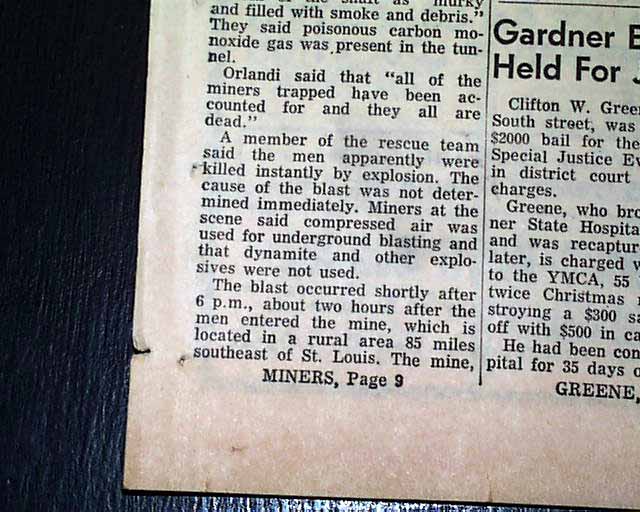 of the shaft as "murky
and filled with smoke and debris."
They said poisonous carbon mo-
noxide gas was present in the tun-
nel.
Orlandi said that "all of the
miners trapped have been ac-
counted for and they all are
dead."
A member of the rescue team
said the men apparently were
killed instantly by explosion. The
cause of the blast was not deter-
mined immediately. Miners at the
scene said compressed air was
used for underground blasting and
that dynamite and other explo-
sives were not used.
The blast occurred shortly after
6 p.m., about two hours after the
men entered the mine, which is
located in a rural area 85 miles
southeast of St. Louis. The mine,
MINERS, Page 9
Gardner E
Held For
Clifton W. Gree
South street, was
$2000 bail for the
Special Justice Ev
in district court
charges.
Greene, who bro
ner State Hospita
and was recaptur
later, is charged
to the YMCA, 55
twice Christmas
stroying a $300 sa
off with $500 in ca
He had been con
pital for 35 days
GREENE,